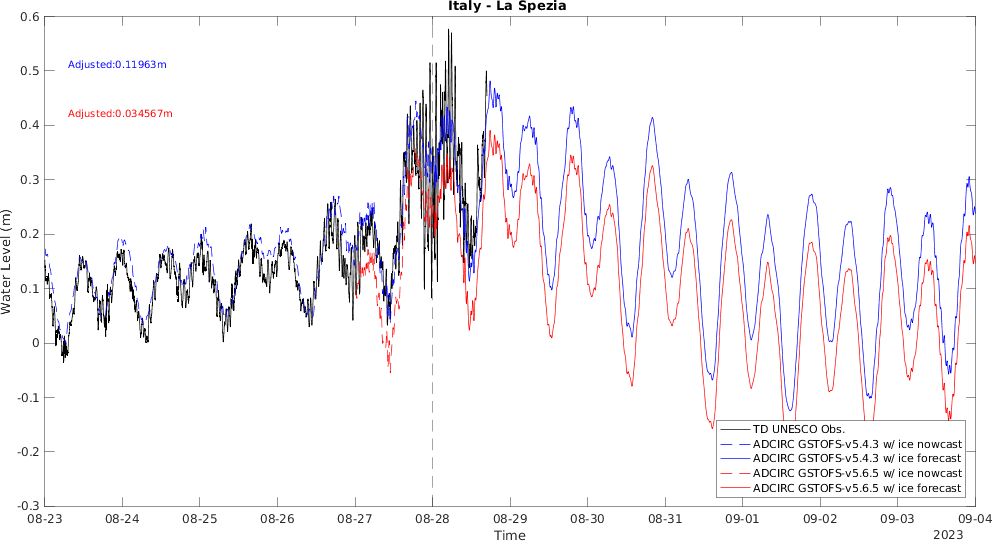 Italy - La Spezia
0.6
0.5
0.4
0.3
0.2
0.1
0
-0.1
-0.2
-0.3
Water Level (m)
Adjusted:0.11963m
Adjusted:0.034567m
TD UNESCO Obs.
ADCIRC GSTOFS-v5.4.3 w/ ice nowcast
ADCIRC GSTOFS-v5.4.3 w/ ice forecast
ADCIRC GSTOFS-v5.6.5 w/ ice nowcast
ADCIRC GSTOFS-v5.6.5 w/ ice forecast
08-23 08-24 08-25 08-26 08-27 08-28 08-29 08-30 08-31 09-01 09-02 09-03 09-04
Time
2023